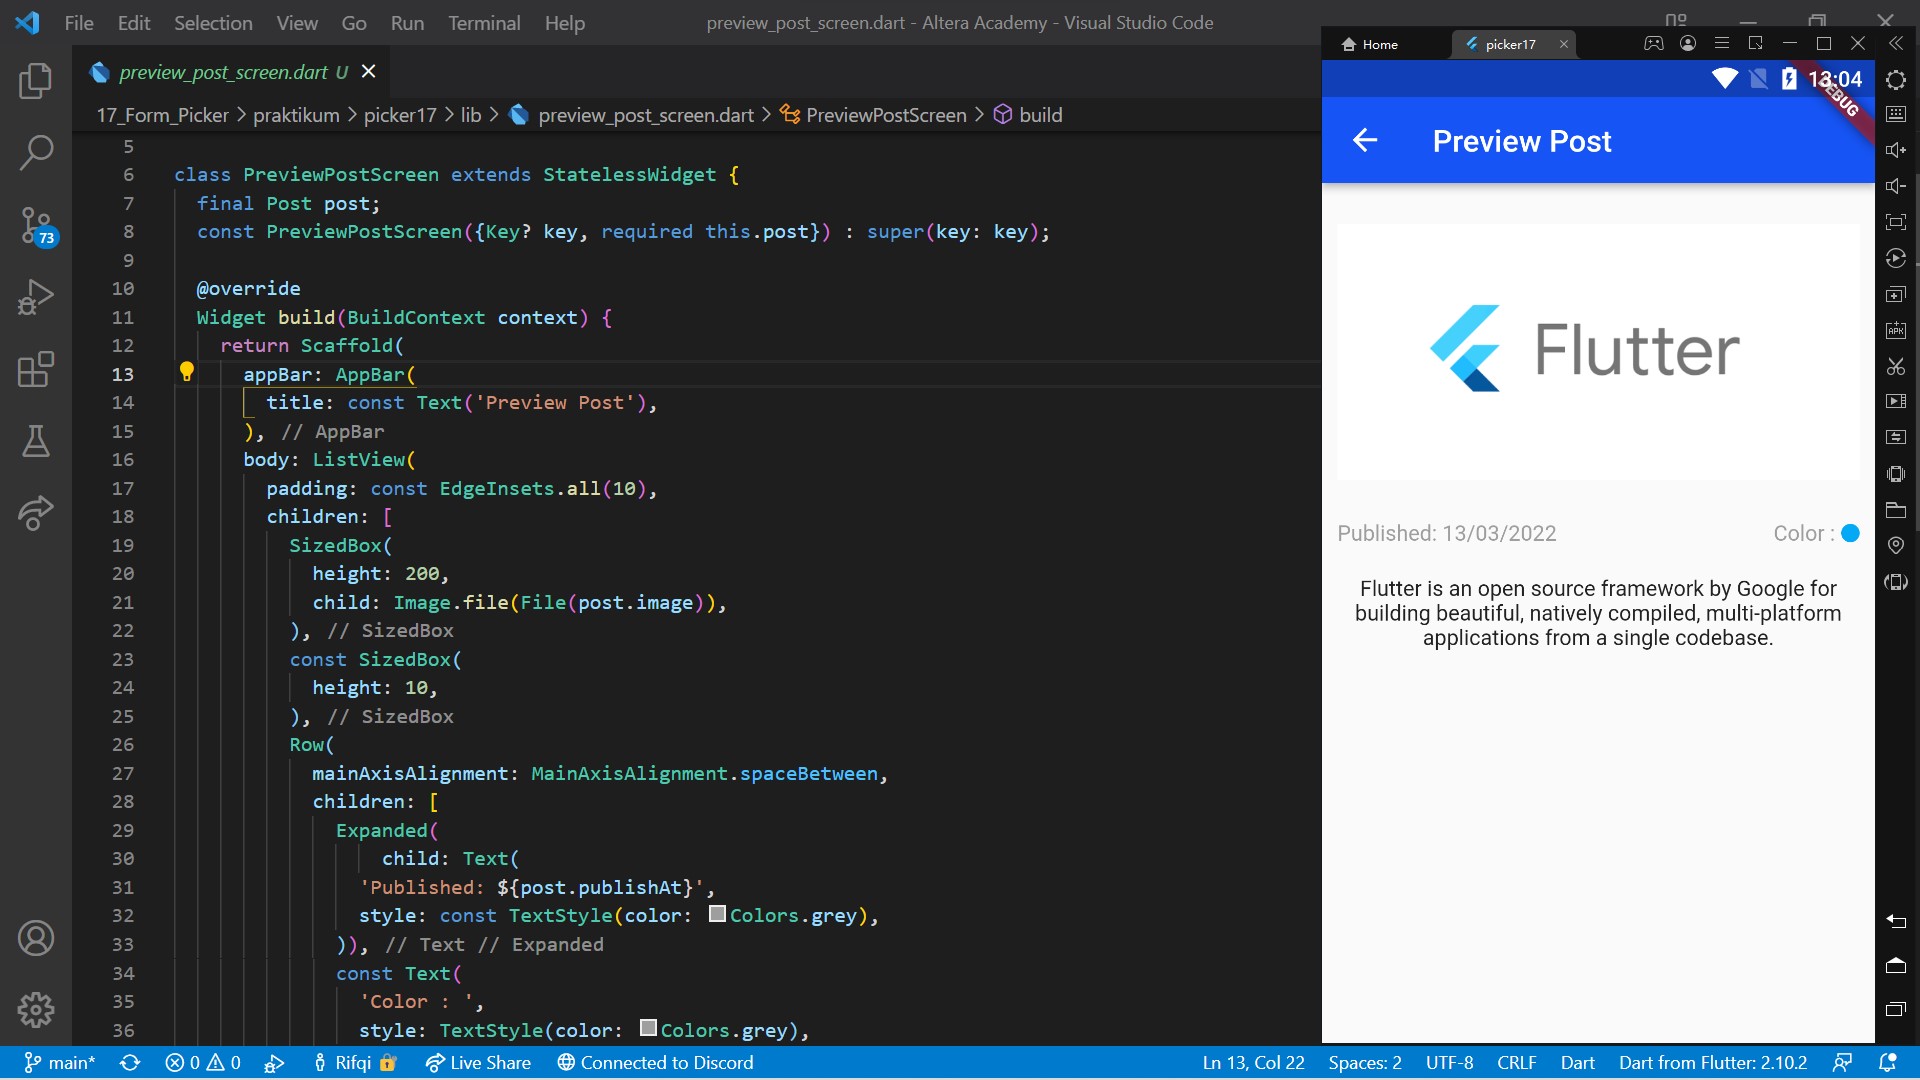 File Edit Selection View Go Run Terminal Help preview_post_screen.dart - Altera Academy - Visual Studio Code
preview_post_screen.dart U
17_Form_Picker > praktikum > picker17 > lib > preview_post_screen.dart > PreviewPostScreen > build
73
5
6 class PreviewPostScreen extends StatelessWidget {
7 final Post post;
8 const PreviewPostScreen({Key? key, required this.post}) : super(key: key);
9
10 @override
11 Widget build(BuildContext context) {
12 return Scaffold(
13 appBar: AppBar(
14 title: const Text('Preview Post'),
15 ), // AppBar
16 body: ListView(
17 padding: const EdgeInsets.all(10),
18 children: [
19 SizedBox(
20 height: 200,
21 child: Image.file(File(post.image)),
22 ), // SizedBox
23 const SizedBox(
24 height: 10,
25 ), // SizedBox
26 Row(
27 mainAxisAlignment: MainAxisAlignment.spaceBetween,
28 children: [
29 Expanded(
30 child: Text(
31 'Published: ${post.publishAt}',
32 style: const TextStyle(color: Colors.grey),
33 )), // Text // Expanded
34 const Text(
35 'Color : ',
36 style: TextStyle(color: Colors.grey),
Home picker17
13:04
DEBUG
Preview Post
Flutter
Published: 13/03/2022 Color :
Flutter is an open source framework by Google for
building beautiful, natively compiled, multi-platform
applications from a single codebase.
APK
main* 0 0 Rifqi Live Share Connected to Discord Ln 13, Col 22 Spaces: 2 UTF-8 CRLF Dart Dart from Flutter: 2.10.2